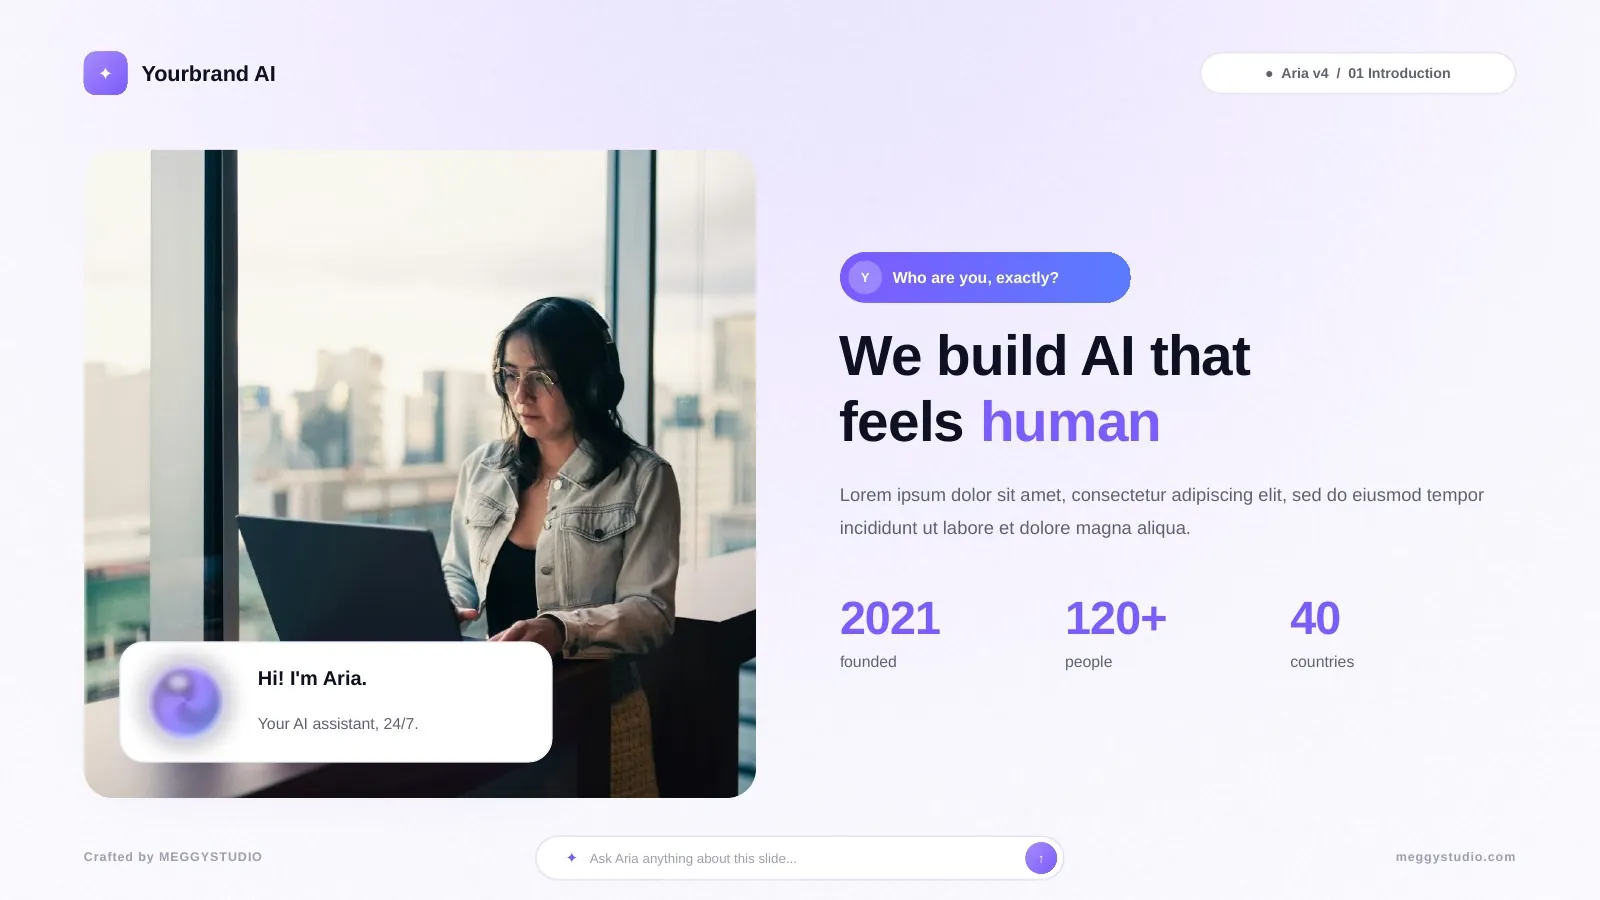 ✦ Yourbrand AI
● Aria v4 / 01 Introduction
Y Who are you, exactly?
We build AI that
feels human
Lorem ipsum dolor sit amet, consectetur adipiscing elit, sed do eiusmod tempor
incididunt ut labore et dolore magna aliqua.
2021 120+ 40
founded people countries
Hi! I'm Aria.
Your AI assistant, 24/7.
Crafted by MEGGYSTUDIO
✦ Ask Aria anything about this slide... ↑
meggystudio.com